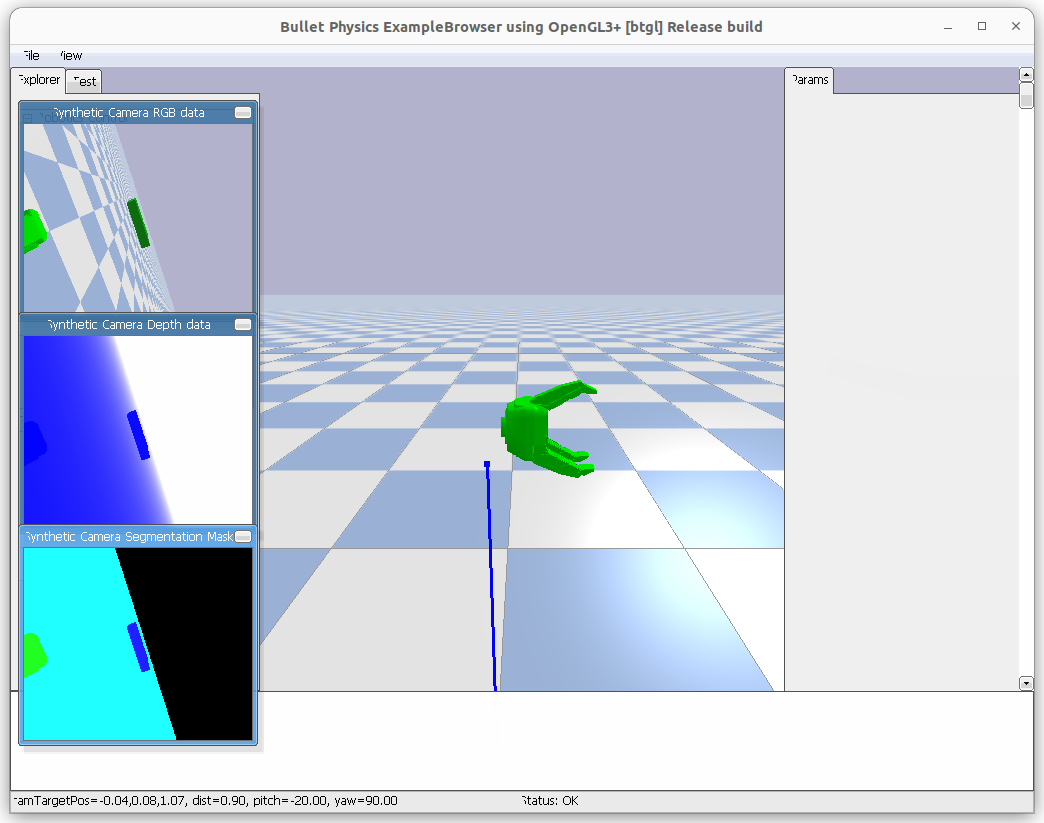 Bullet Physics ExampleBrowser using OpenGL3+ [btgl] Release build
File View
Explorer Test
Params
Synthetic Camera RGB data
Synthetic Camera Depth data
Synthetic Camera Segmentation Mask
camTargetPos=-0.04,0.08,1.07, dist=0.90, pitch=-20.00, yaw=90.00
Status: OK